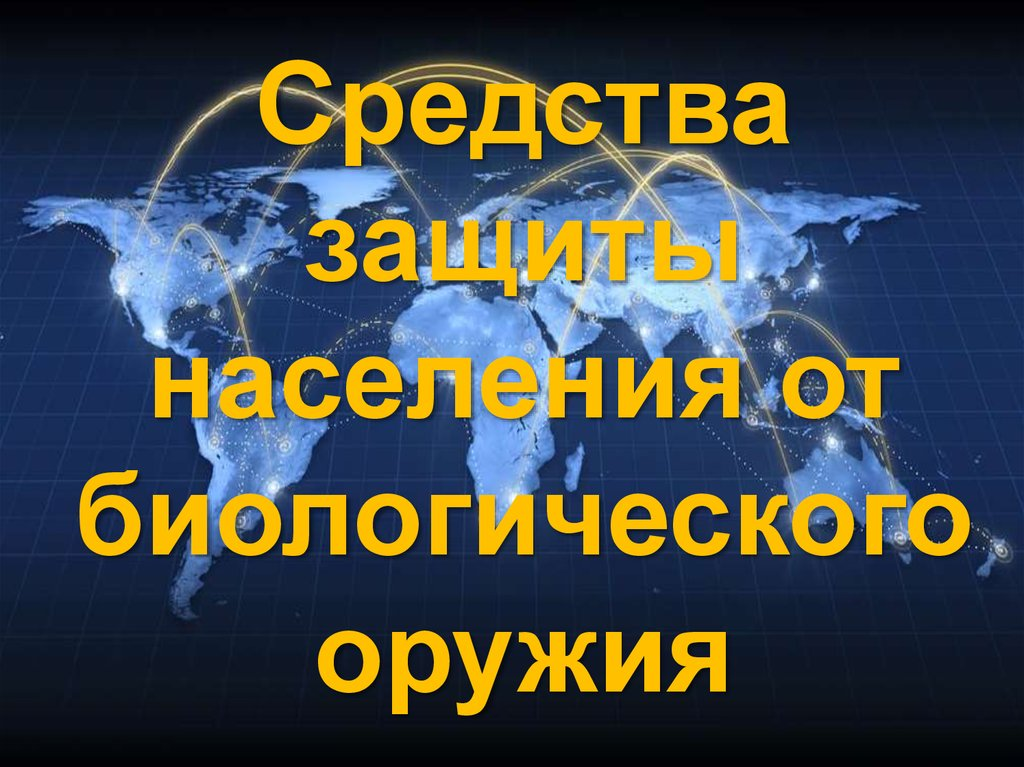 Средства
защиты
населения от
биологического
оружия